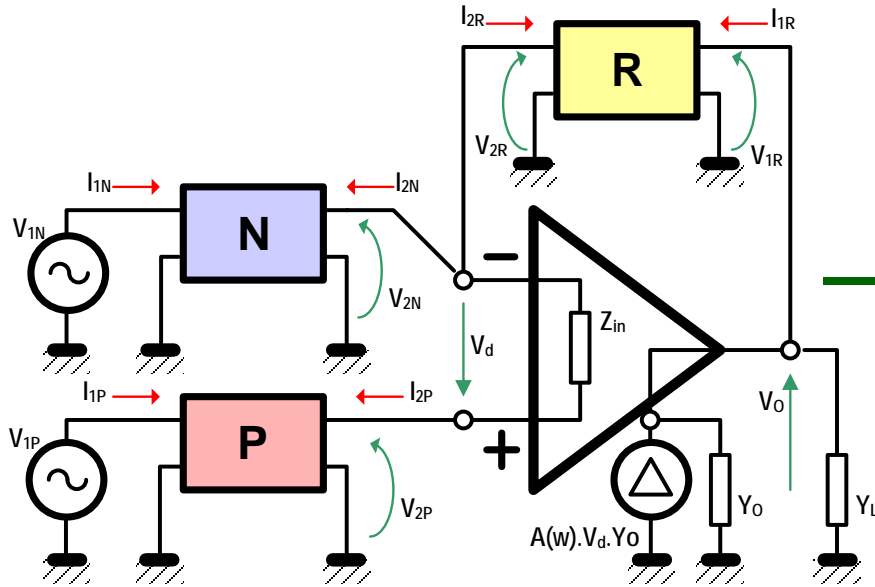 I2R
I1R
R
V2R
V1R
I1N
I2N
V1N
N
V2N
−
Zin
Vd
I1P
I2P
V1P
P
V2P
+
VO
A(w).Vd.Yo
YO
YL